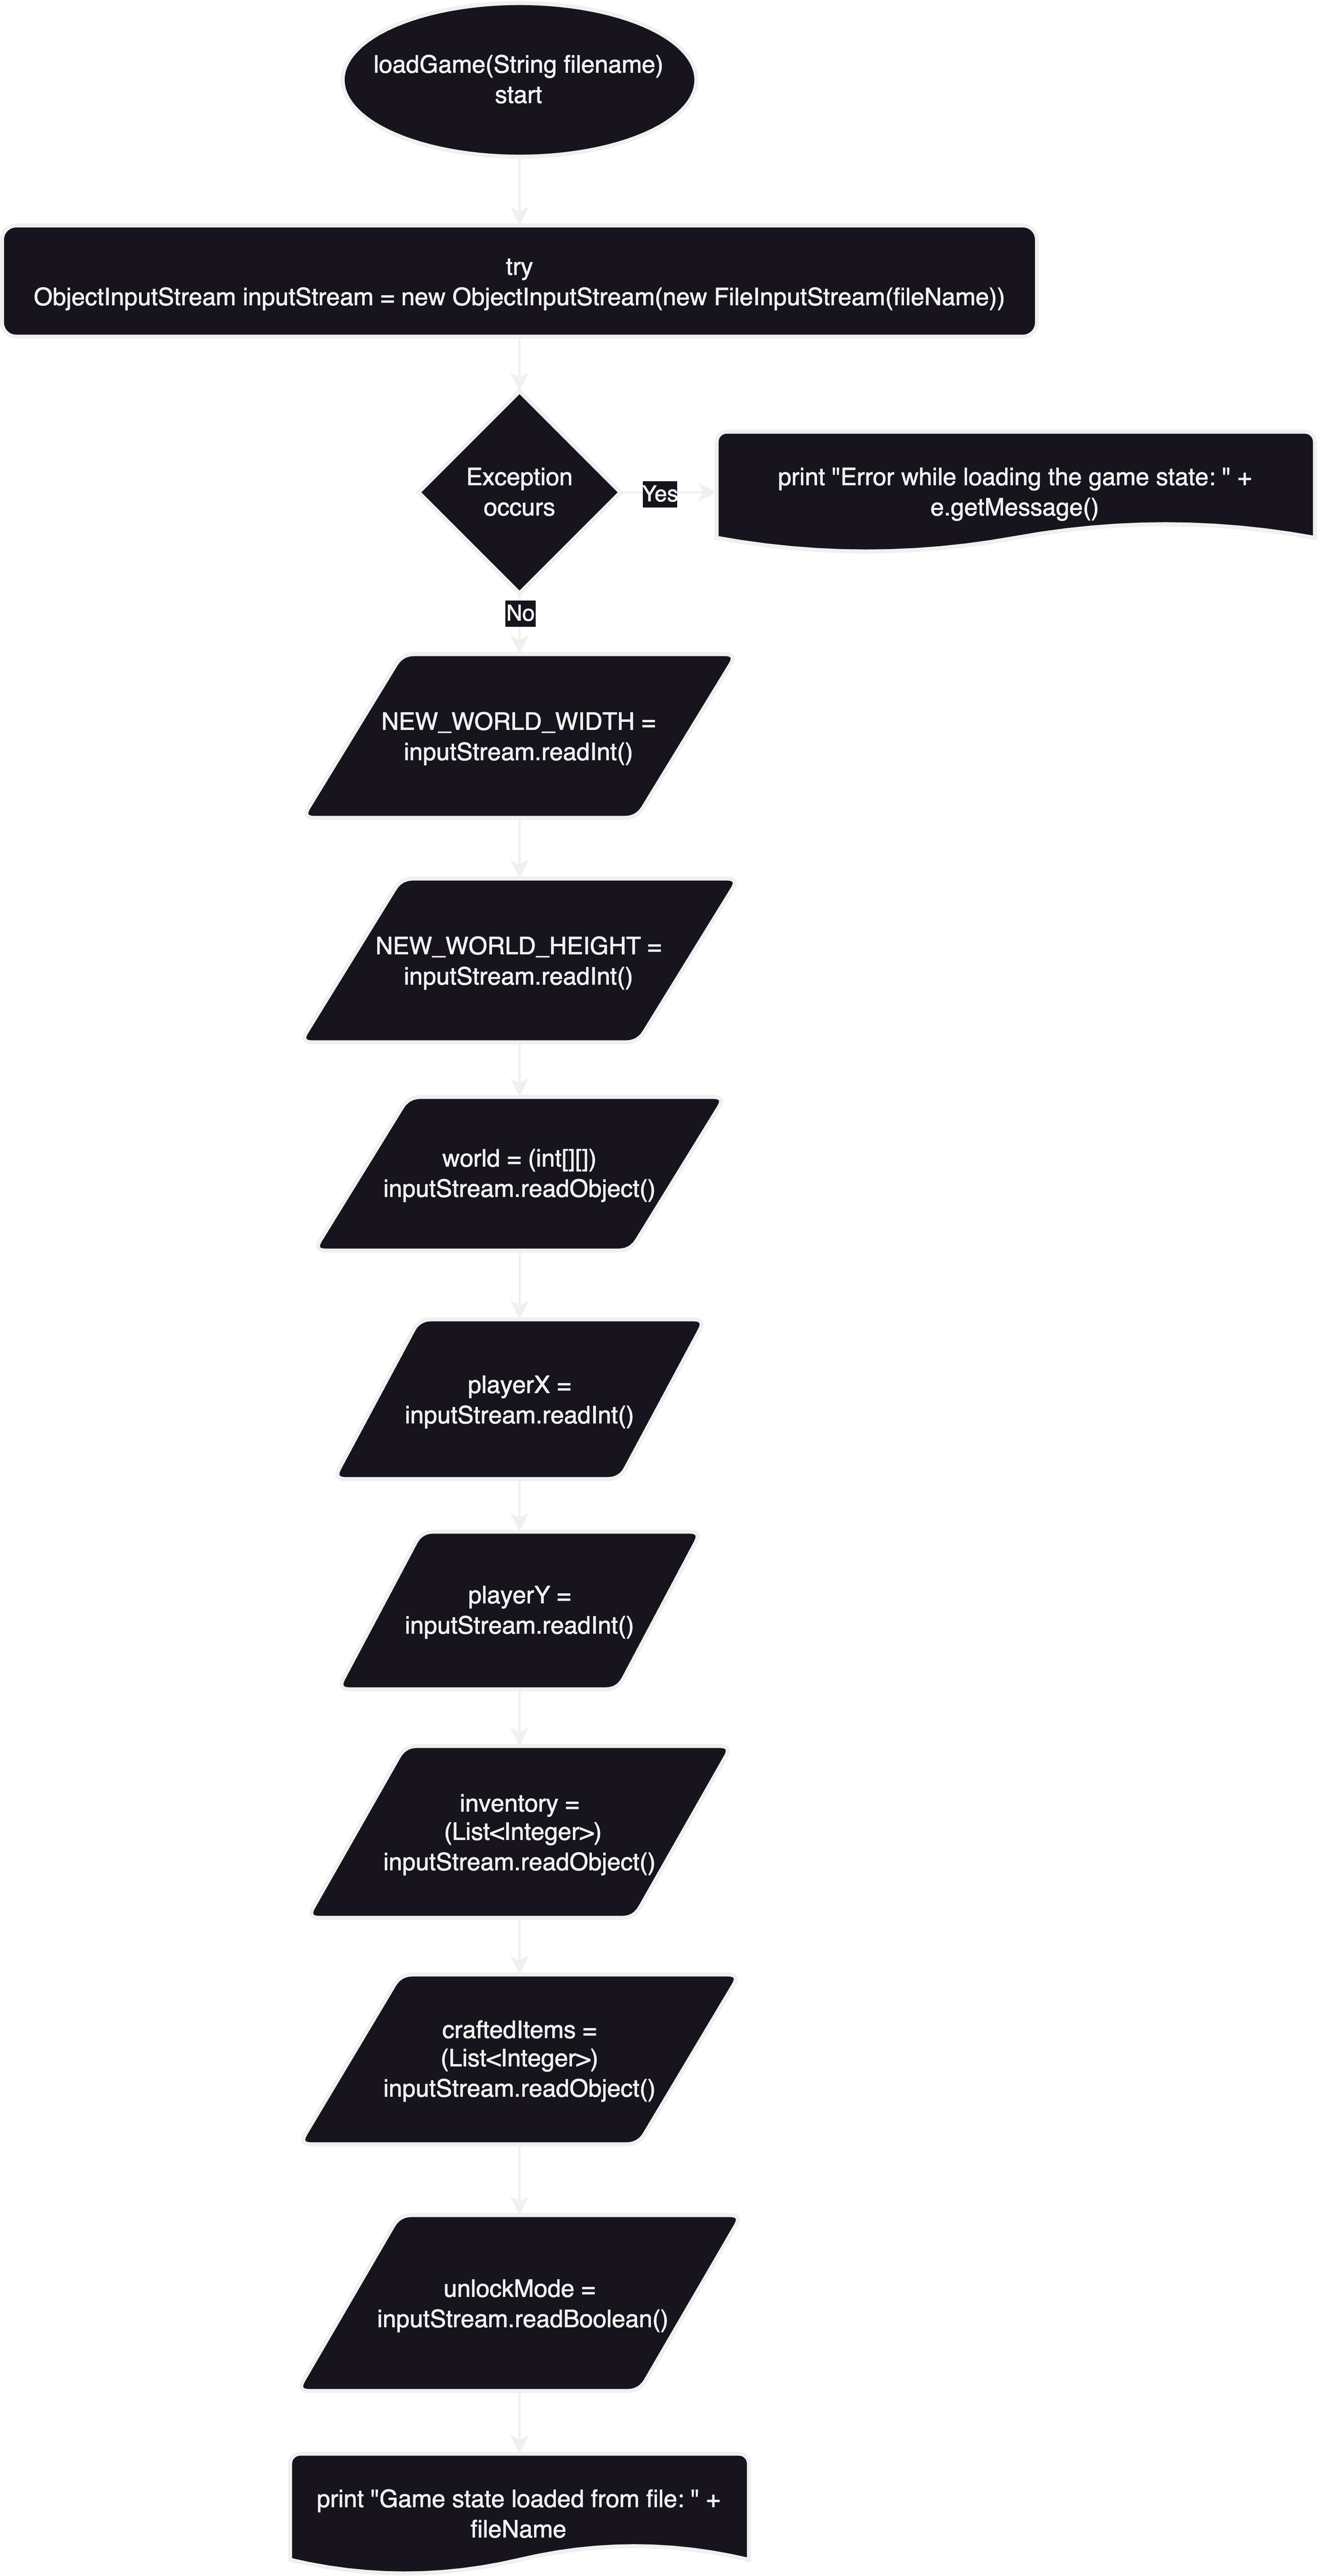 loadGame(String filename)
start
try
ObjectInputStream inputStream = new ObjectInputStream(new FileInputStream(fileName))
Exception
occurs
Yes
print "Error while loading the game state: " +
e.getMessage()
No
NEW_WORLD_WIDTH =
inputStream.readInt()
NEW_WORLD_HEIGHT =
inputStream.readInt()
world = (int[][])
inputStream.readObject()
playerX =
inputStream.readInt()
playerY =
inputStream.readInt()
inventory =
(List<Integer>)
inputStream.readObject()
craftedItems =
(List<Integer>)
inputStream.readObject()
unlockMode =
inputStream.readBoolean()
print "Game state loaded from file: " +
fileName